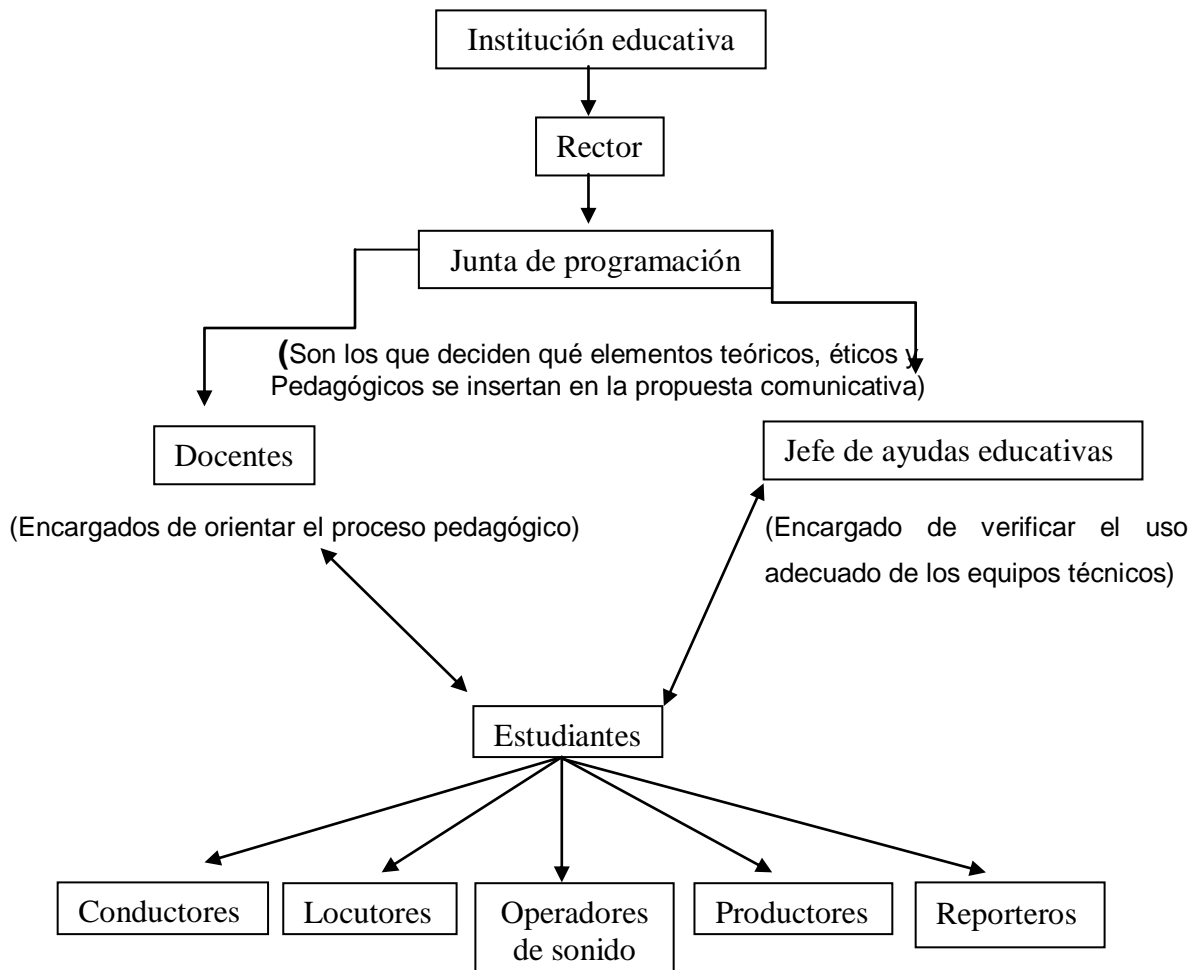 Institución educativa
Rector
Junta de programación
(Son los que deciden qué elementos teóricos, éticos y
Pedagógicos se insertan en la propuesta comunicativa)
Docentes
Jefe de ayudas educativas
(Encargados de orientar el proceso pedagógico)
(Encargado de verificar el uso
adecuado de los equipos técnicos)
Estudiantes
Conductores
Locutores
Operadores
de sonido
Productores
Reporteros